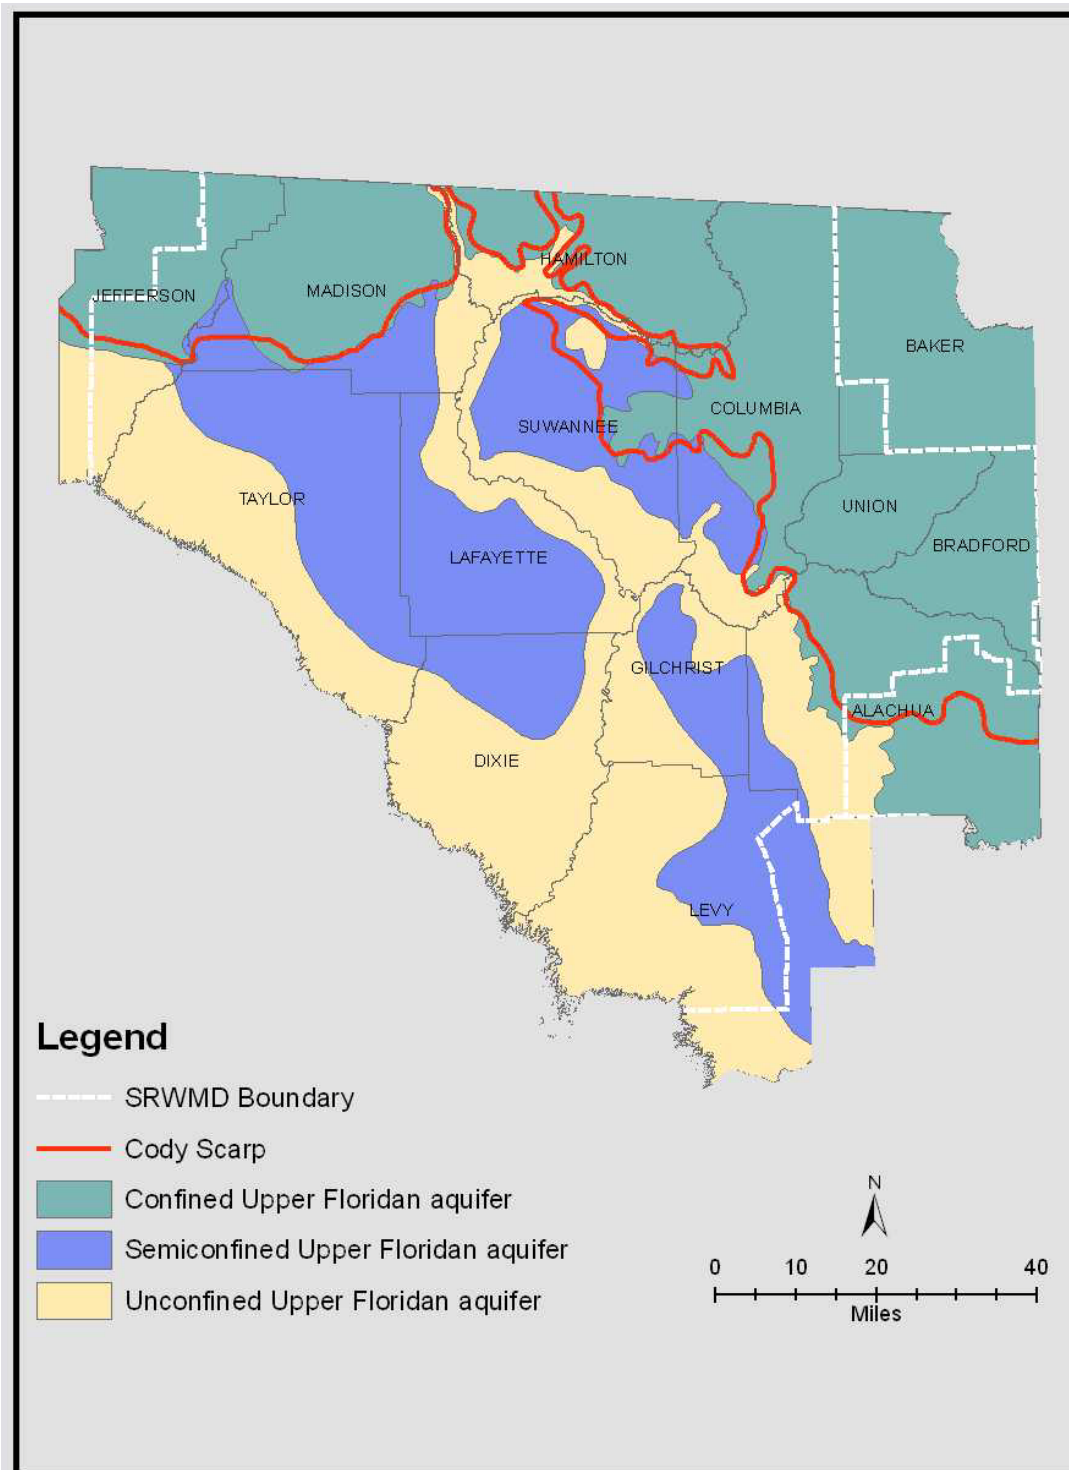 HAMILTON
JEFFERSON
MADISON
BAKER
COLUMBIA
SUWANNEE
TAYLOR
UNION
BRADFORD
LAFAYETTE
GILCHRIST
ALACHUA
DIXIE
LEVY
Legend
SRWMD Boundary
Cody Scarp
Confined Upper Floridan aquifer
Semiconfined Upper Floridan aquifer
Unconfined Upper Floridan aquifer
N
0 10 20 40
Miles